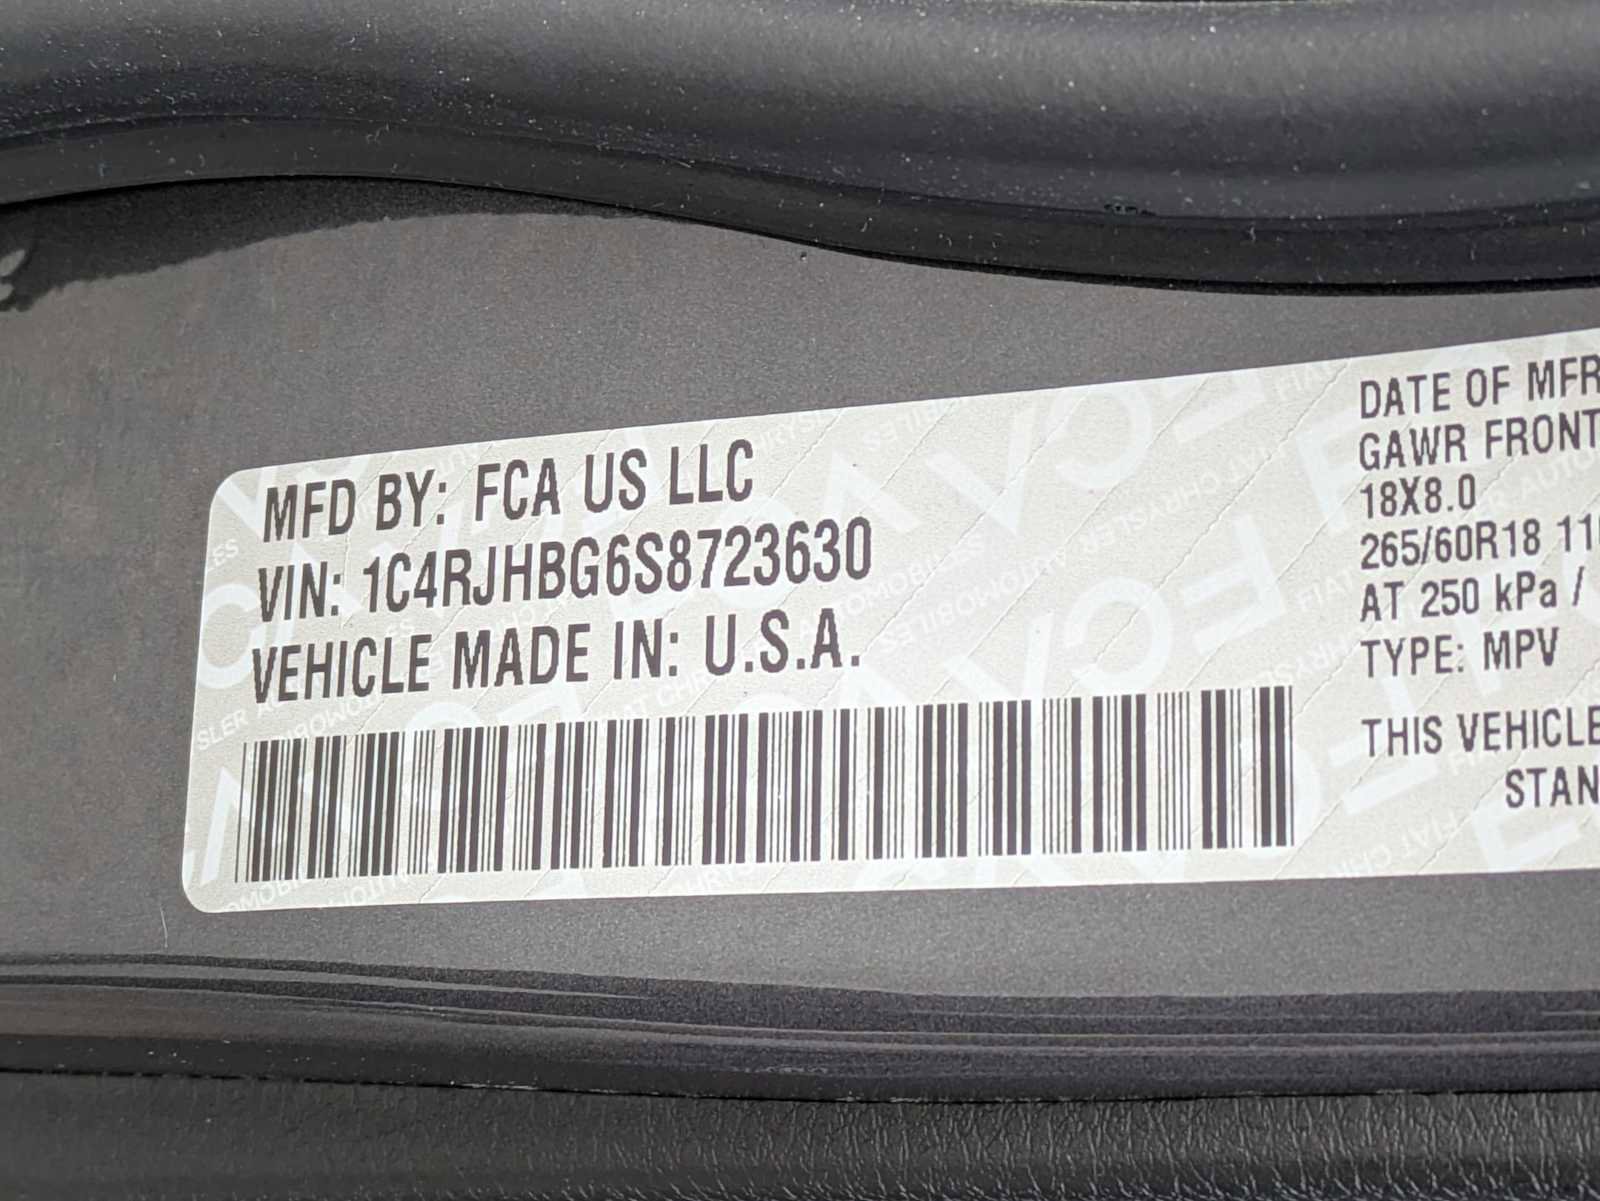 MFD BY: FCA US LLC
VIN: 1C4RJHBG6S8723630
VEHICLE MADE IN: U.S.A.
DATE OF MFR
GAWR FRONT
18X8.0
265/60R18 11
AT 250 kPa /
TYPE: MPV
THIS VEHICLE
STAN